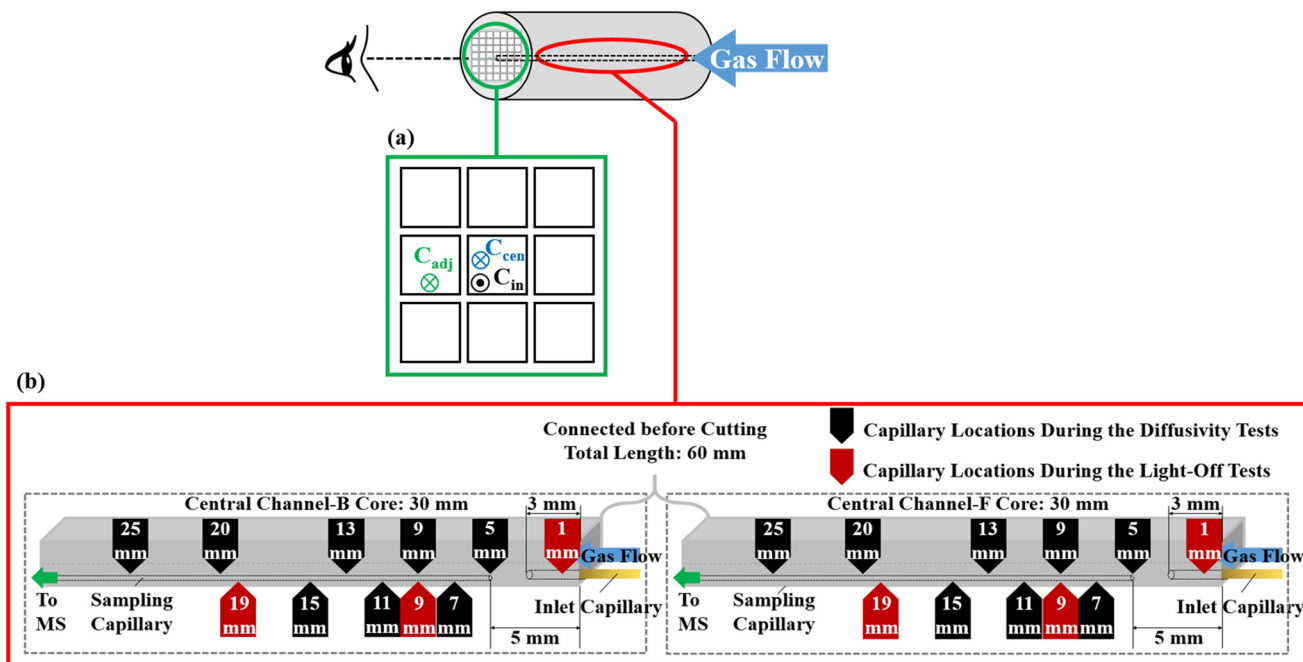 Gas Flow
(a)
C_adj
C_cen
C_in
(b)
Connected before Cutting
Total Length: 60 mm
Capillary Locations During the Diffusivity Tests
Capillary Locations During the Light-Off Tests
Central Channel-B Core: 30 mm
3 mm
25 mm
20 mm
13 mm
9 mm
5 mm
1 mm
Gas Flow
To MS
Sampling Capillary
19 mm
15 mm
11 mm
9 mm
7 mm
Inlet Capillary
5 mm
Central Channel-F Core: 30 mm
3 mm
25 mm
20 mm
13 mm
9 mm
5 mm
1 mm
Gas Flow
To MS
Sampling Capillary
19 mm
15 mm
11 mm
9 mm
7 mm
Inlet Capillary
5 mm